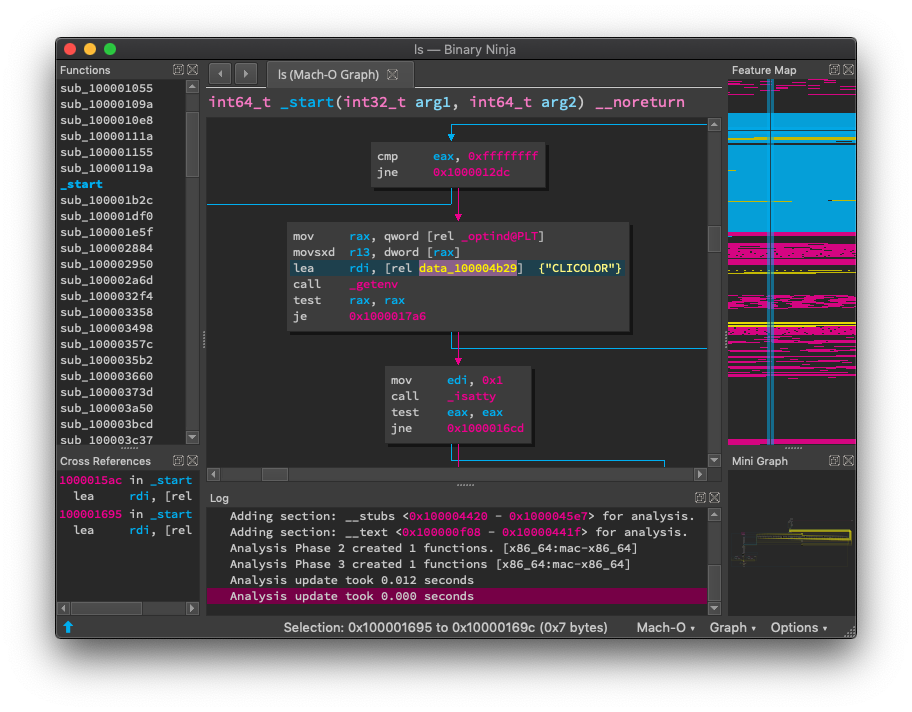 ls — Binary Ninja
Functions
sub_100001055
sub_10000109a
sub_1000010e8
sub_10000111a
sub_100001155
sub_10000119a
_start
sub_100001b2c
sub_100001df0
sub_100001e5f
sub_100002884
sub_100002950
sub_100002a6d
sub_1000032f4
sub_100003358
sub_100003498
sub_10000357c
sub_1000035b2
sub_100003660
sub_10000373d
sub_100003a50
sub_100003bcd
sub_100003c37
Cross References
1000015ac in _start
lea rdi, [rel
100001695 in _start
lea rdi, [rel
ls (Mach-O Graph)
int64_t _start(int32_t arg1, int64_t arg2) __noreturn
cmp eax, 0xffffffff
jne 0x1000012dc
mov rax, qword [rel _optind@PLT]
movsxd r13, dword [rax]
lea rdi, [rel data_100004b29] {"CLICOLOR"}
call _getenv
test rax, rax
je 0x1000017a6
mov edi, 0x1
call _isatty
test eax, eax
jne 0x1000016cd
Log
Adding section: __stubs <0x100004420 - 0x1000045e7> for analysis.
Adding section: __text <0x100000f08 - 0x10000441f> for analysis.
Analysis Phase 2 created 1 functions. [x86_64:mac-x86_64]
Analysis Phase 3 created 1 functions [x86_64:mac-x86_64]
Analysis update took 0.012 seconds
Analysis update took 0.000 seconds
Feature Map
Mini Graph
Selection: 0x100001695 to 0x10000169c (0x7 bytes)
Mach-O
Graph
Options